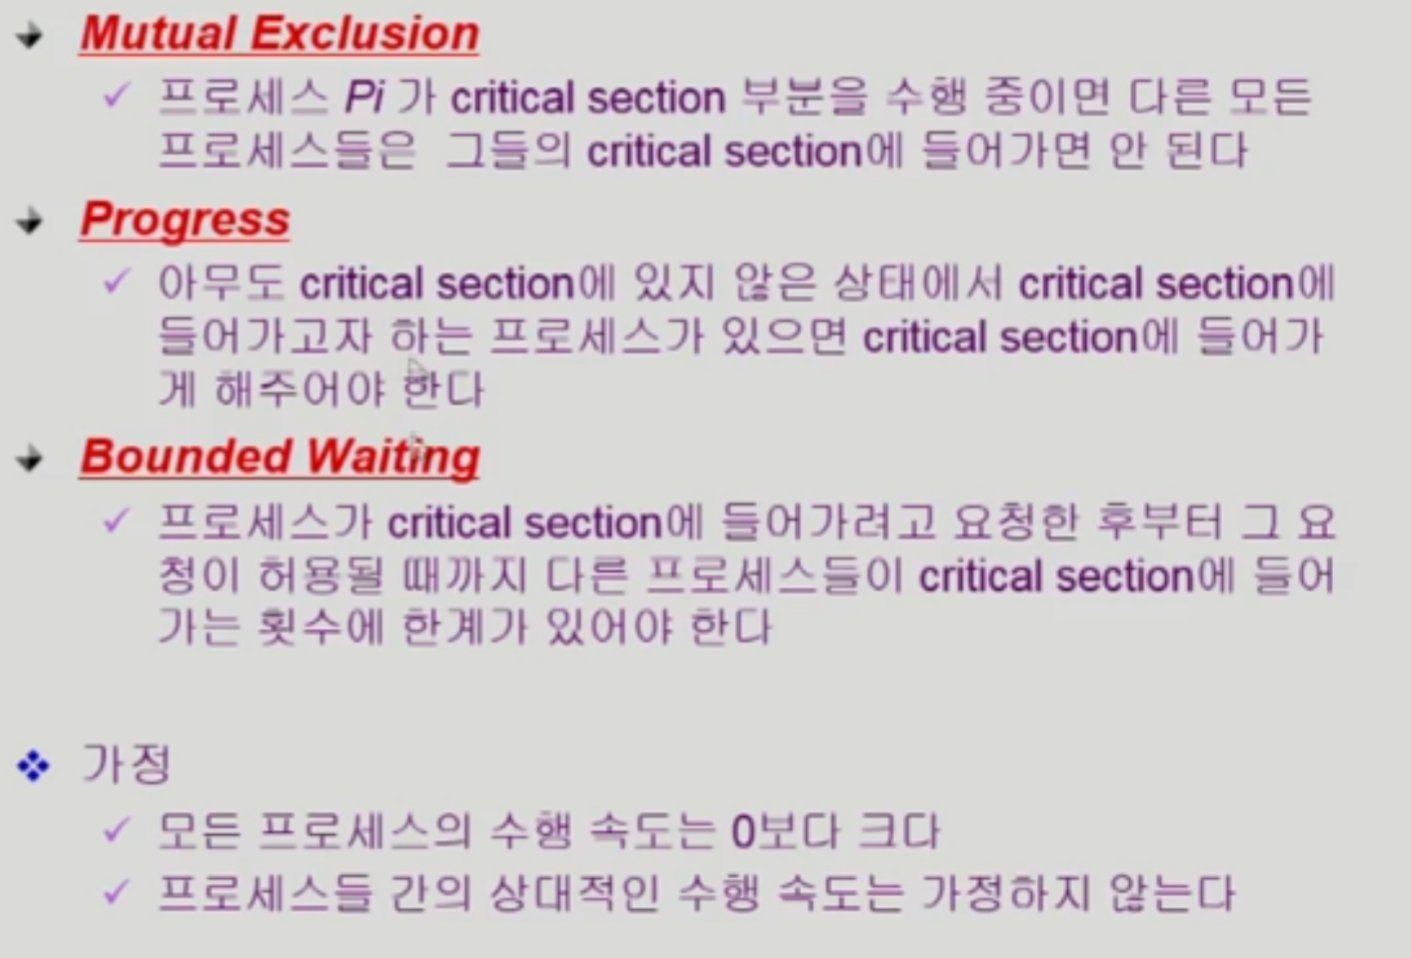 Mutual Exclusion
프로세스 Pi 가 critical section 부분을 수행 중이면 다른 모든
프로세스들은 그들의 critical section에 들어가면 안 된다
Progress
아무도 critical section에 있지 않은 상태에서 critical section에
들어가고자 하는 프로세스가 있으면 critical section에 들어가
게 해주어야 한다
Bounded Waiting
프로세스가 critical section에 들어가려고 요청한 후부터 그 요
청이 허용될 때까지 다른 프로세스들이 critical section에 들어
가는 횟수에 한계가 있어야 한다
가정
모든 프로세스의 수행 속도는 0보다 크다
프로세스들 간의 상대적인 수행 속도는 가정하지 않는다